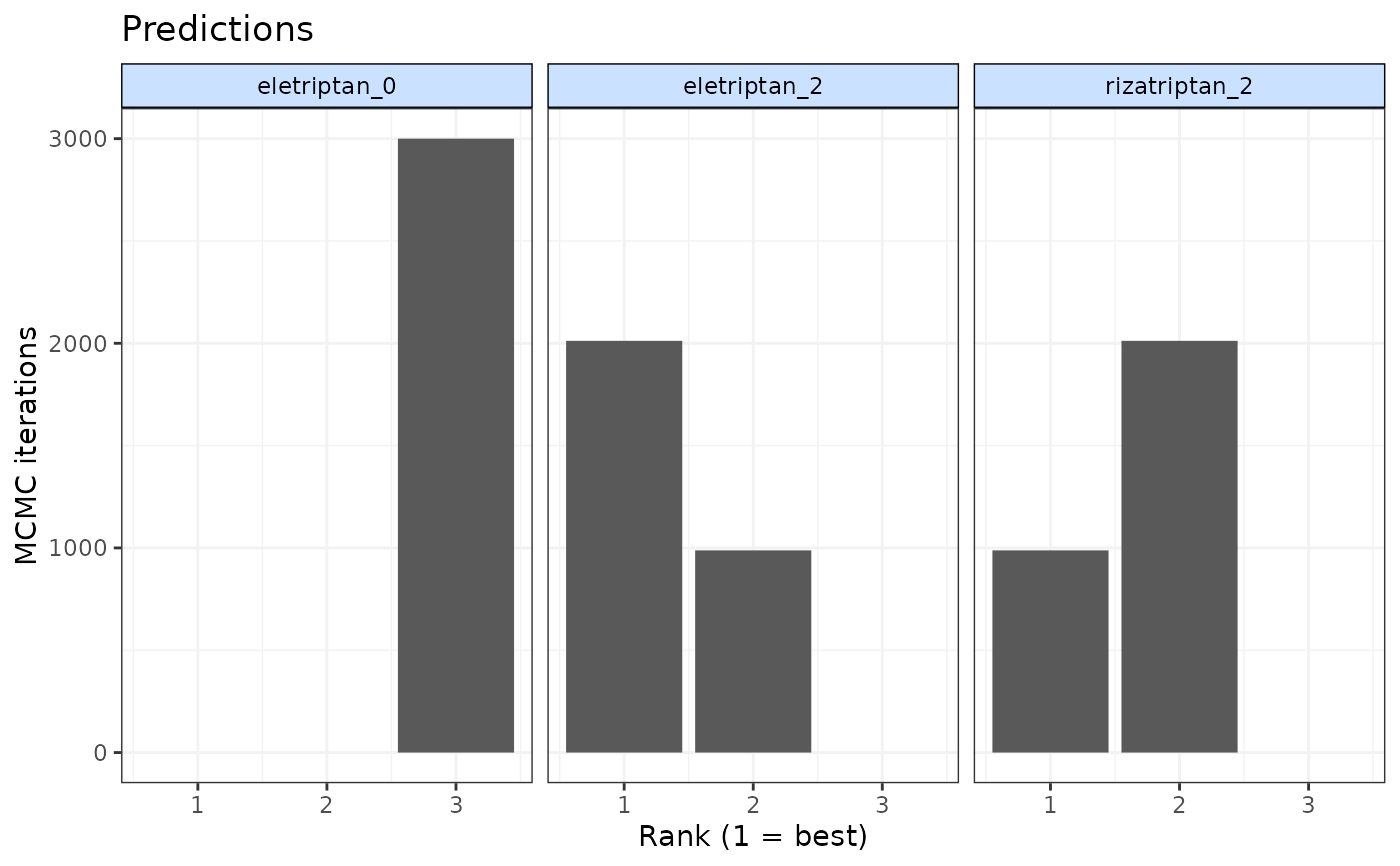 Predictions
eletriptan_0 eletriptan_2 rizatriptan_2
MCMC iterations
3000
2000
1000
0
1 2 3 1 2 3 1 2 3
Rank (1 = best)